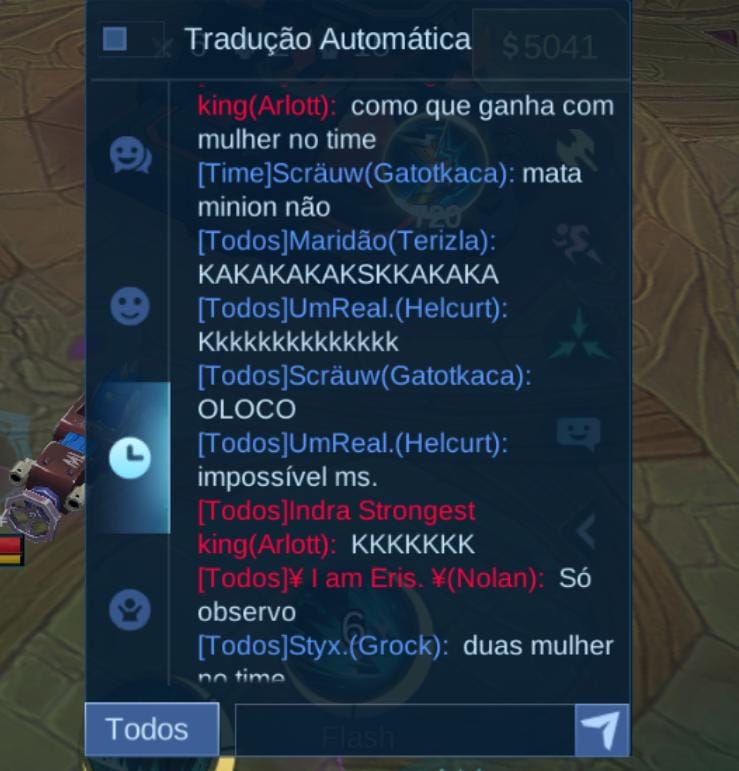 Tradução Automática
$5041
king(Arlott): como que ganha com
mulher no time
[Time]Scräuw(Gatotkaca): mata
minion não
[Todos]Maridão(Terizla):
KAKAKAKAKSKKAKAKA
[Todos]UmReal.(Helcurt):
Kkkkkkkkkkkkkkk
[Todos]Scräuw(Gatotkaca):
OLOCO
[Todos]UmReal.(Helcurt):
impossível ms.
[Todos]Indra Strongest
king(Arlott): KKKKKKK
[Todos]¥ I am Eris. ¥(Nolan): Só
observo
6
[Todos]Styx.(Grock): duas mulher
no time
Todos
Flash